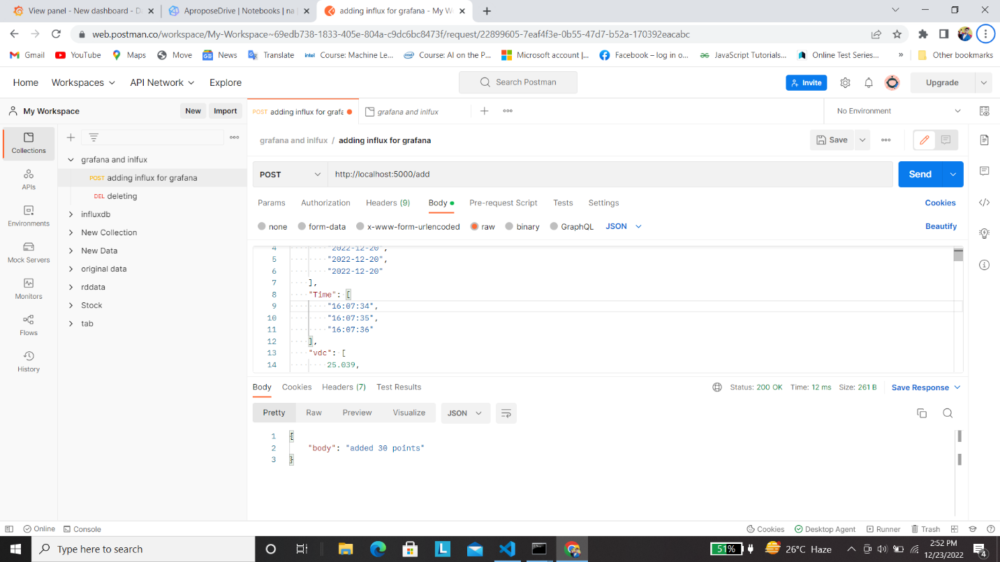 View panel - New dashboard - D
AproposeDrive | Notebooks | na
adding influx for grafana - My W
web.postman.co/workspace/My-Workspace~69edb738-1833-405e-804a-c9dc6bc8473f/request/22899605-7eaf4f3e-0b55-47d7-b52a-170392eacabc
Gmail YouTube Maps Move News Translate Course: Machine Le... Course: AI on the P... Microsoft account |... Facebook – log in o... JavaScript Tutorials... Online Test Series... » Other bookmarks
Home Workspaces API Network Explore Search Postman Invite Upgrade
My Workspace New Import
POST adding influx for grafa grafana and inlfux No Environment
Collections
APIs
Environments
Mock Servers
Monitors
Flows
History
grafana and inlfux
POST adding influx for grafana
DEL deleting
influxdb
New Collection
New Data
original data
rddata
Stock
tab
grafana and inlfux / adding influx for grafana Save
POST http://localhost:5000/add Send
Params Authorization Headers (9) Body Pre-request Script Tests Settings Cookies
none form-data x-www-form-urlencoded raw binary GraphQL JSON Beautify
4 "2022-12-20",
5 "2022-12-20",
6 "2022-12-20"
7 ],
8 "Time": [
9 "16:07:34",
10 "16:07:35",
11 "16:07:36"
12 ],
13 "vdc": [
14 25.039,
Body Cookies Headers (7) Test Results Status: 200 OK Time: 12 ms Size: 261 B Save Response
Pretty Raw Preview Visualize JSON
1 {
2 "body": "added 30 points"
3 }
Online Console Cookies Desktop Agent Runner Trash
Type here to search 51% 26°C Haze 2:52 PM
12/23/2022 4